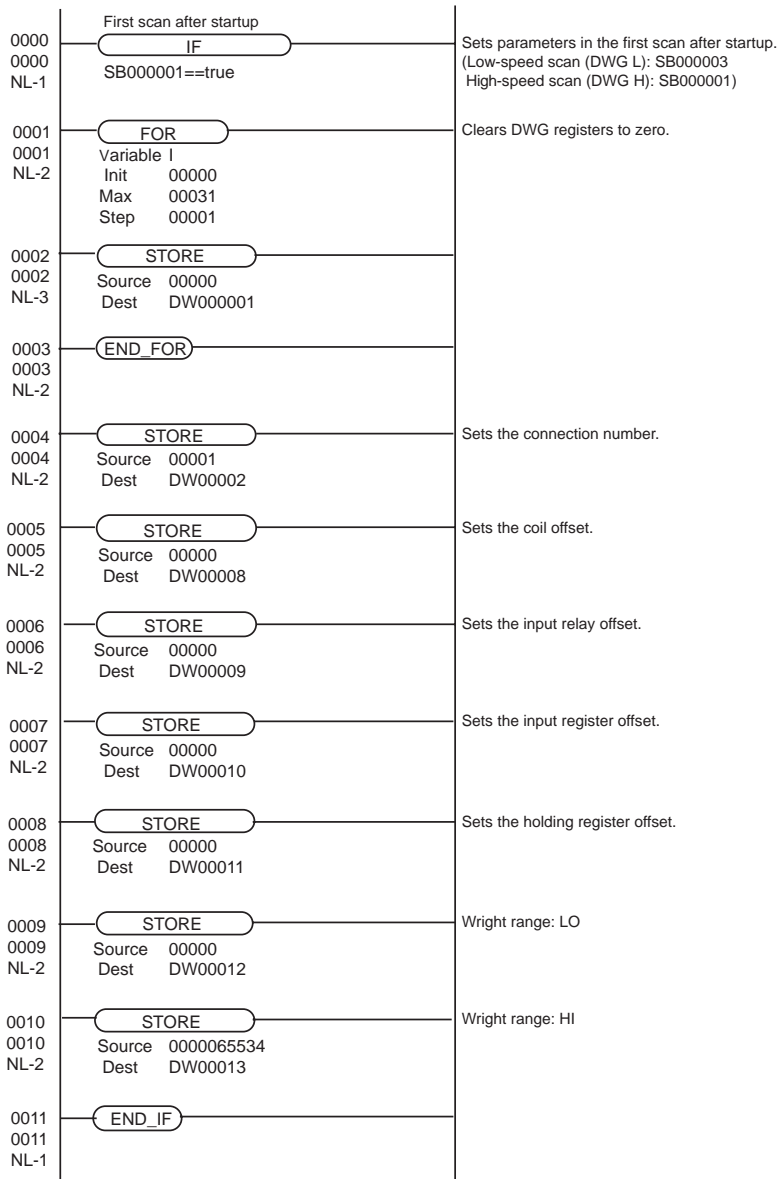 First scan after startup
0000
0000
NL-1
IF
SB000001==true
Sets parameters in the first scan after startup.
(Low-speed scan (DWG L): SB000003
High-speed scan (DWG H): SB000001)
0001
0001
NL-2
FOR
Variable I
Init 00000
Max 00031
Step 00001
Clears DWG registers to zero.
0002
0002
NL-3
STORE
Source 00000
Dest DW000001
0003
0003
NL-2
END_FOR
0004
0004
NL-2
STORE
Source 00001
Dest DW00002
Sets the connection number.
0005
0005
NL-2
STORE
Source 00000
Dest DW00008
Sets the coil offset.
0006
0006
NL-2
STORE
Source 00000
Dest DW00009
Sets the input relay offset.
0007
0007
NL-2
STORE
Source 00000
Dest DW00010
Sets the input register offset.
0008
0008
NL-2
STORE
Source 00000
Dest DW00011
Sets the holding register offset.
0009
0009
NL-2
STORE
Source 00000
Dest DW00012
Wright range: LO
0010
0010
NL-2
STORE
Source 0000065534
Dest DW00013
Wright range: HI
0011
0011
NL-1
END_IF